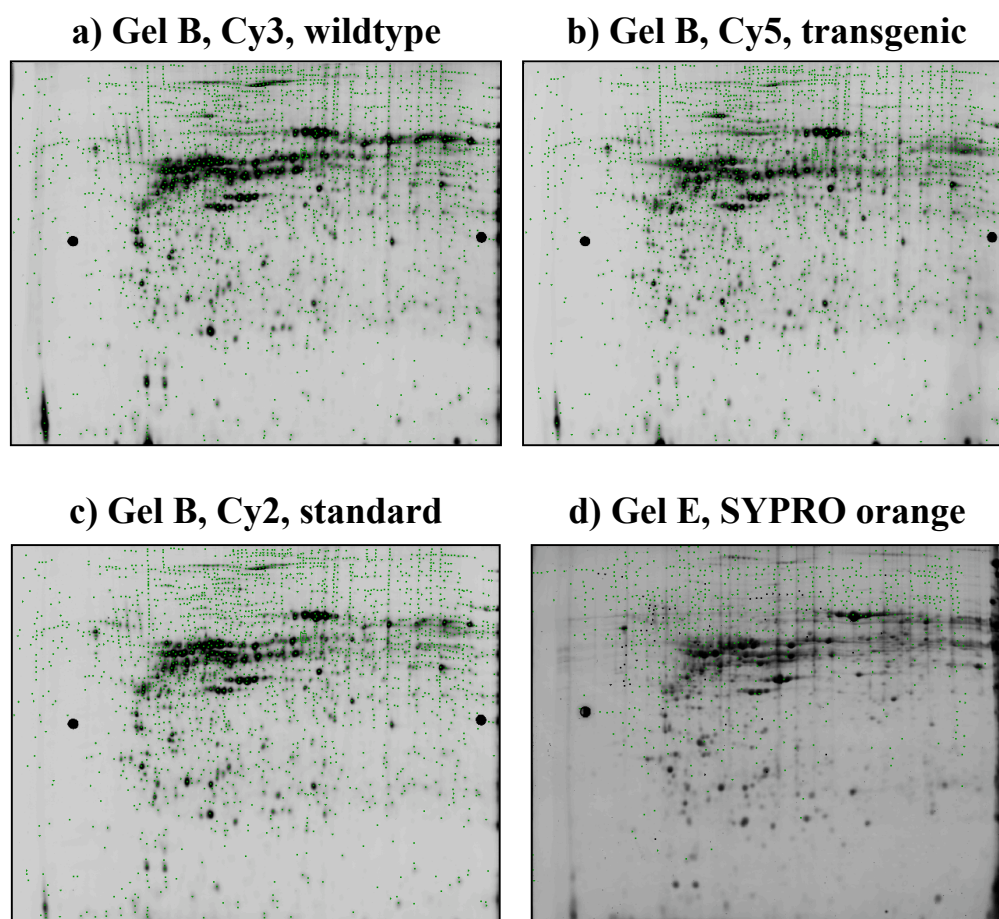 a) Gel B, Cy3, wildtype
b) Gel B, Cy5, transgenic
c) Gel B, Cy2, standard
d) Gel E, SYPRO orange